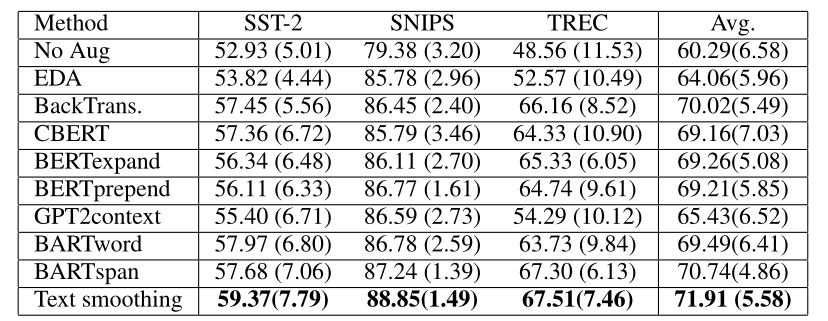 Method SST-2 SNIPS TREC Avg.
No Aug 52.93 (5.01) 79.38 (3.20) 48.56 (11.53) 60.29(6.58)
EDA 53.82 (4.44) 85.78 (2.96) 52.57 (10.49) 64.06(5.96)
BackTrans. 57.45 (5.56) 86.45 (2.40) 66.16 (8.52) 70.02(5.49)
CBERT 57.36 (6.72) 85.79 (3.46) 64.33 (10.90) 69.16(7.03)
BERTexpand 56.34 (6.48) 86.11 (2.70) 65.33 (6.05) 69.26(5.08)
BERTprepend 56.11 (6.33) 86.77 (1.61) 64.74 (9.61) 69.21(5.85)
GPT2context 55.40 (6.71) 86.59 (2.73) 54.29 (10.12) 65.43(6.52)
BARTword 57.97 (6.80) 86.78 (2.59) 63.73 (9.84) 69.49(6.41)
BARTspan 57.68 (7.06) 87.24 (1.39) 67.30 (6.13) 70.74(4.86)
Text smoothing 59.37(7.79) 88.85(1.49) 67.51(7.46) 71.91 (5.58)